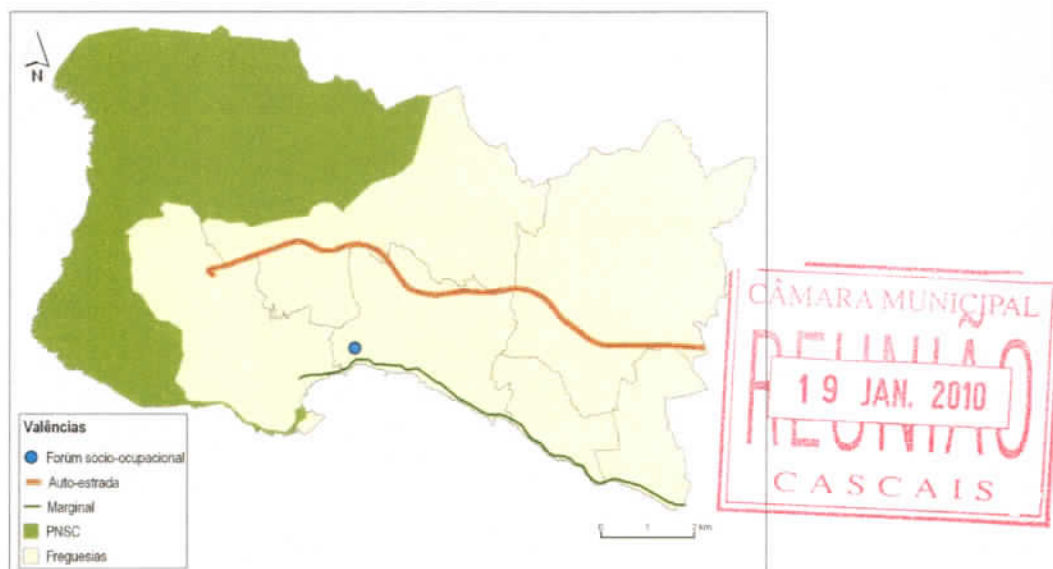 N
Valências
Forúm sócio-ocupacional
Auto-estrada
Marginal
PNSC
Freguesias
0 1 2 km
CÂMARA MUNICIPAL
REUNIÃO
19 JAN. 2010
CASCAIS